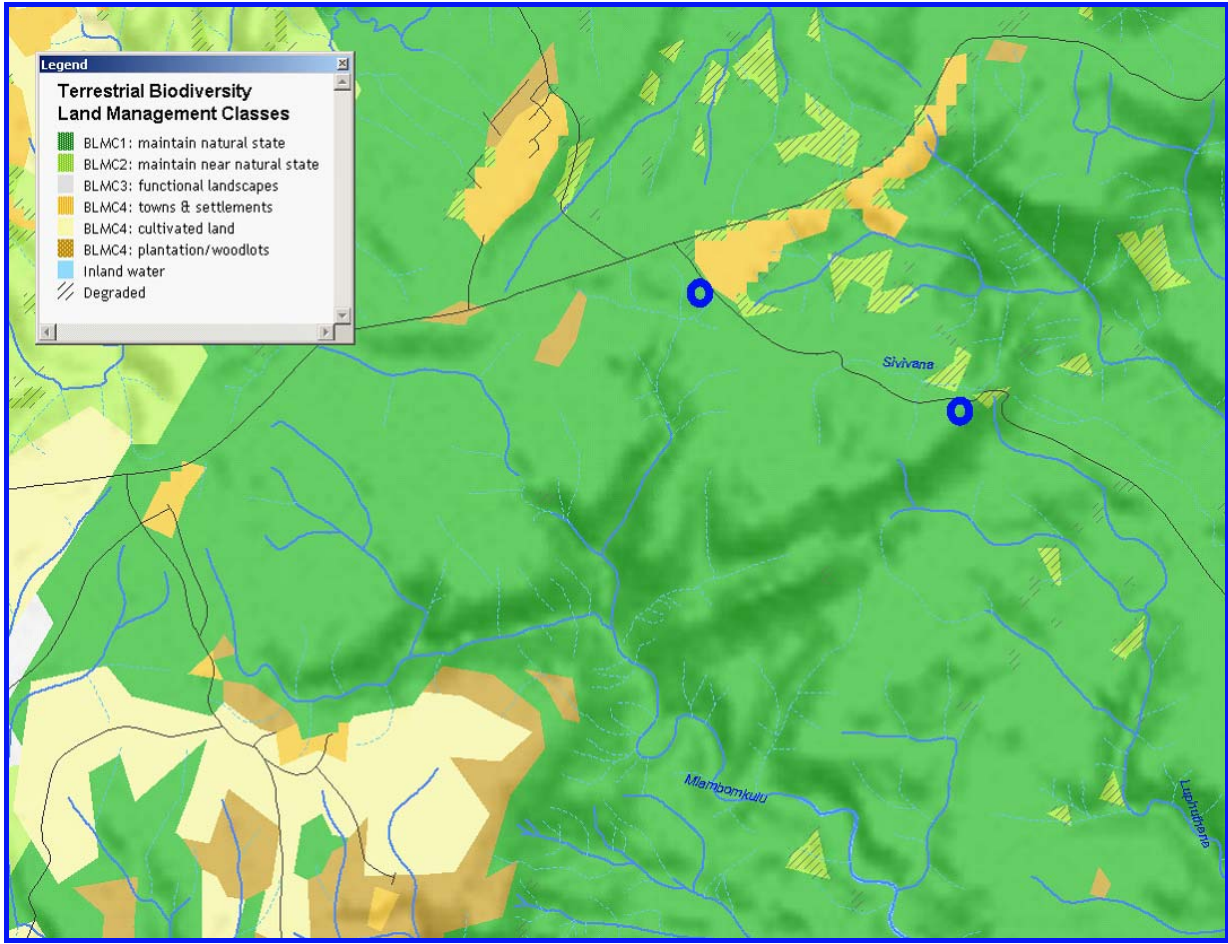 Legend
Terrestrial Biodiversity
Land Management Classes
BLMC1: maintain natural state
BLMC2: maintain near natural state
BLMC3: functional landscapes
BLMC4: towns & settlements
BLMC4: cultivated land
BLMC4: plantation/woodlots
Inland water
Degraded
Sivivana
Mlambomkulu
Luphuthana